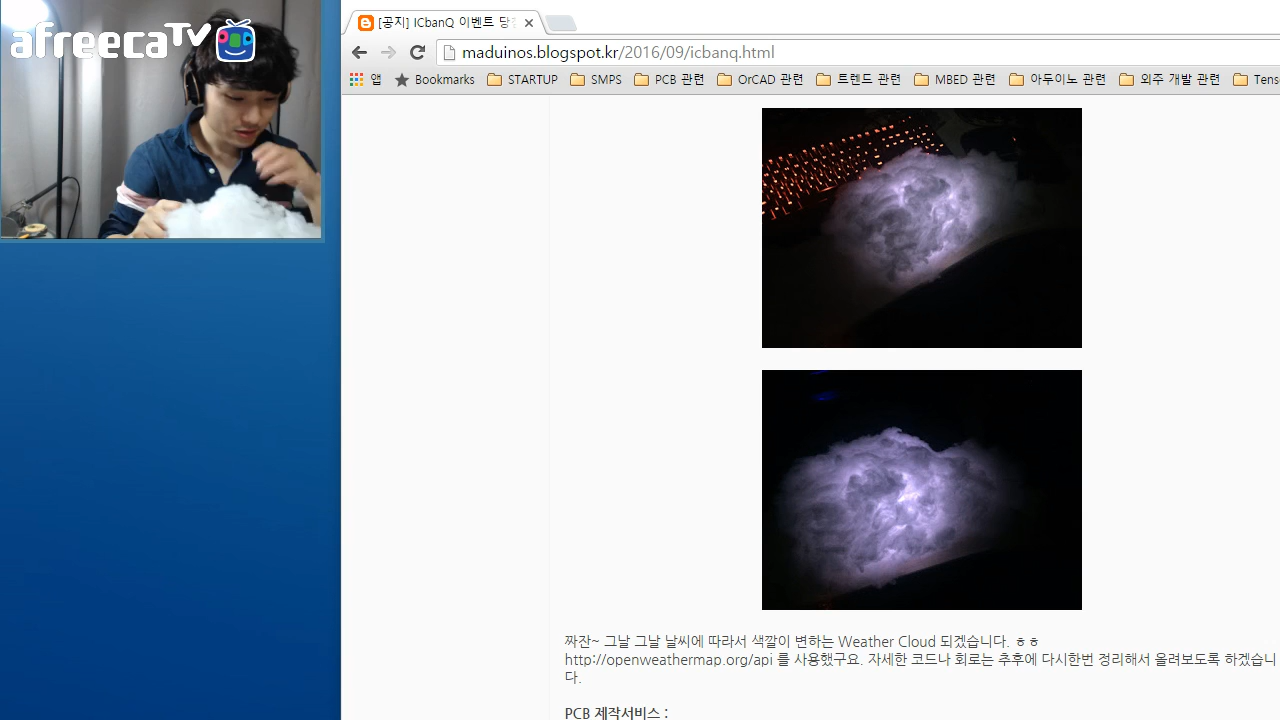 afreecaTV
[공지] ICbanQ 이벤트 당
maduinos.blogspot.kr/2016/09/icbanq.html
앱 Bookmarks STARTUP SMPS PCB 관련 OrCAD 관련 트렌드 관련 MBED 관련 아두이노 관련 외주 개발 관련 Tens
짜잔~ 그날 그날 날씨에 따라서 색깔이 변하는 Weather Cloud 되겠습니다. ㅎㅎ
http://openweathermap.org/api 를 사용했구요. 자세한 코드나 회로는 추후에 다시한번 정리해서 올려보도록 하겠습니
다.
PCB 제작서비스 :